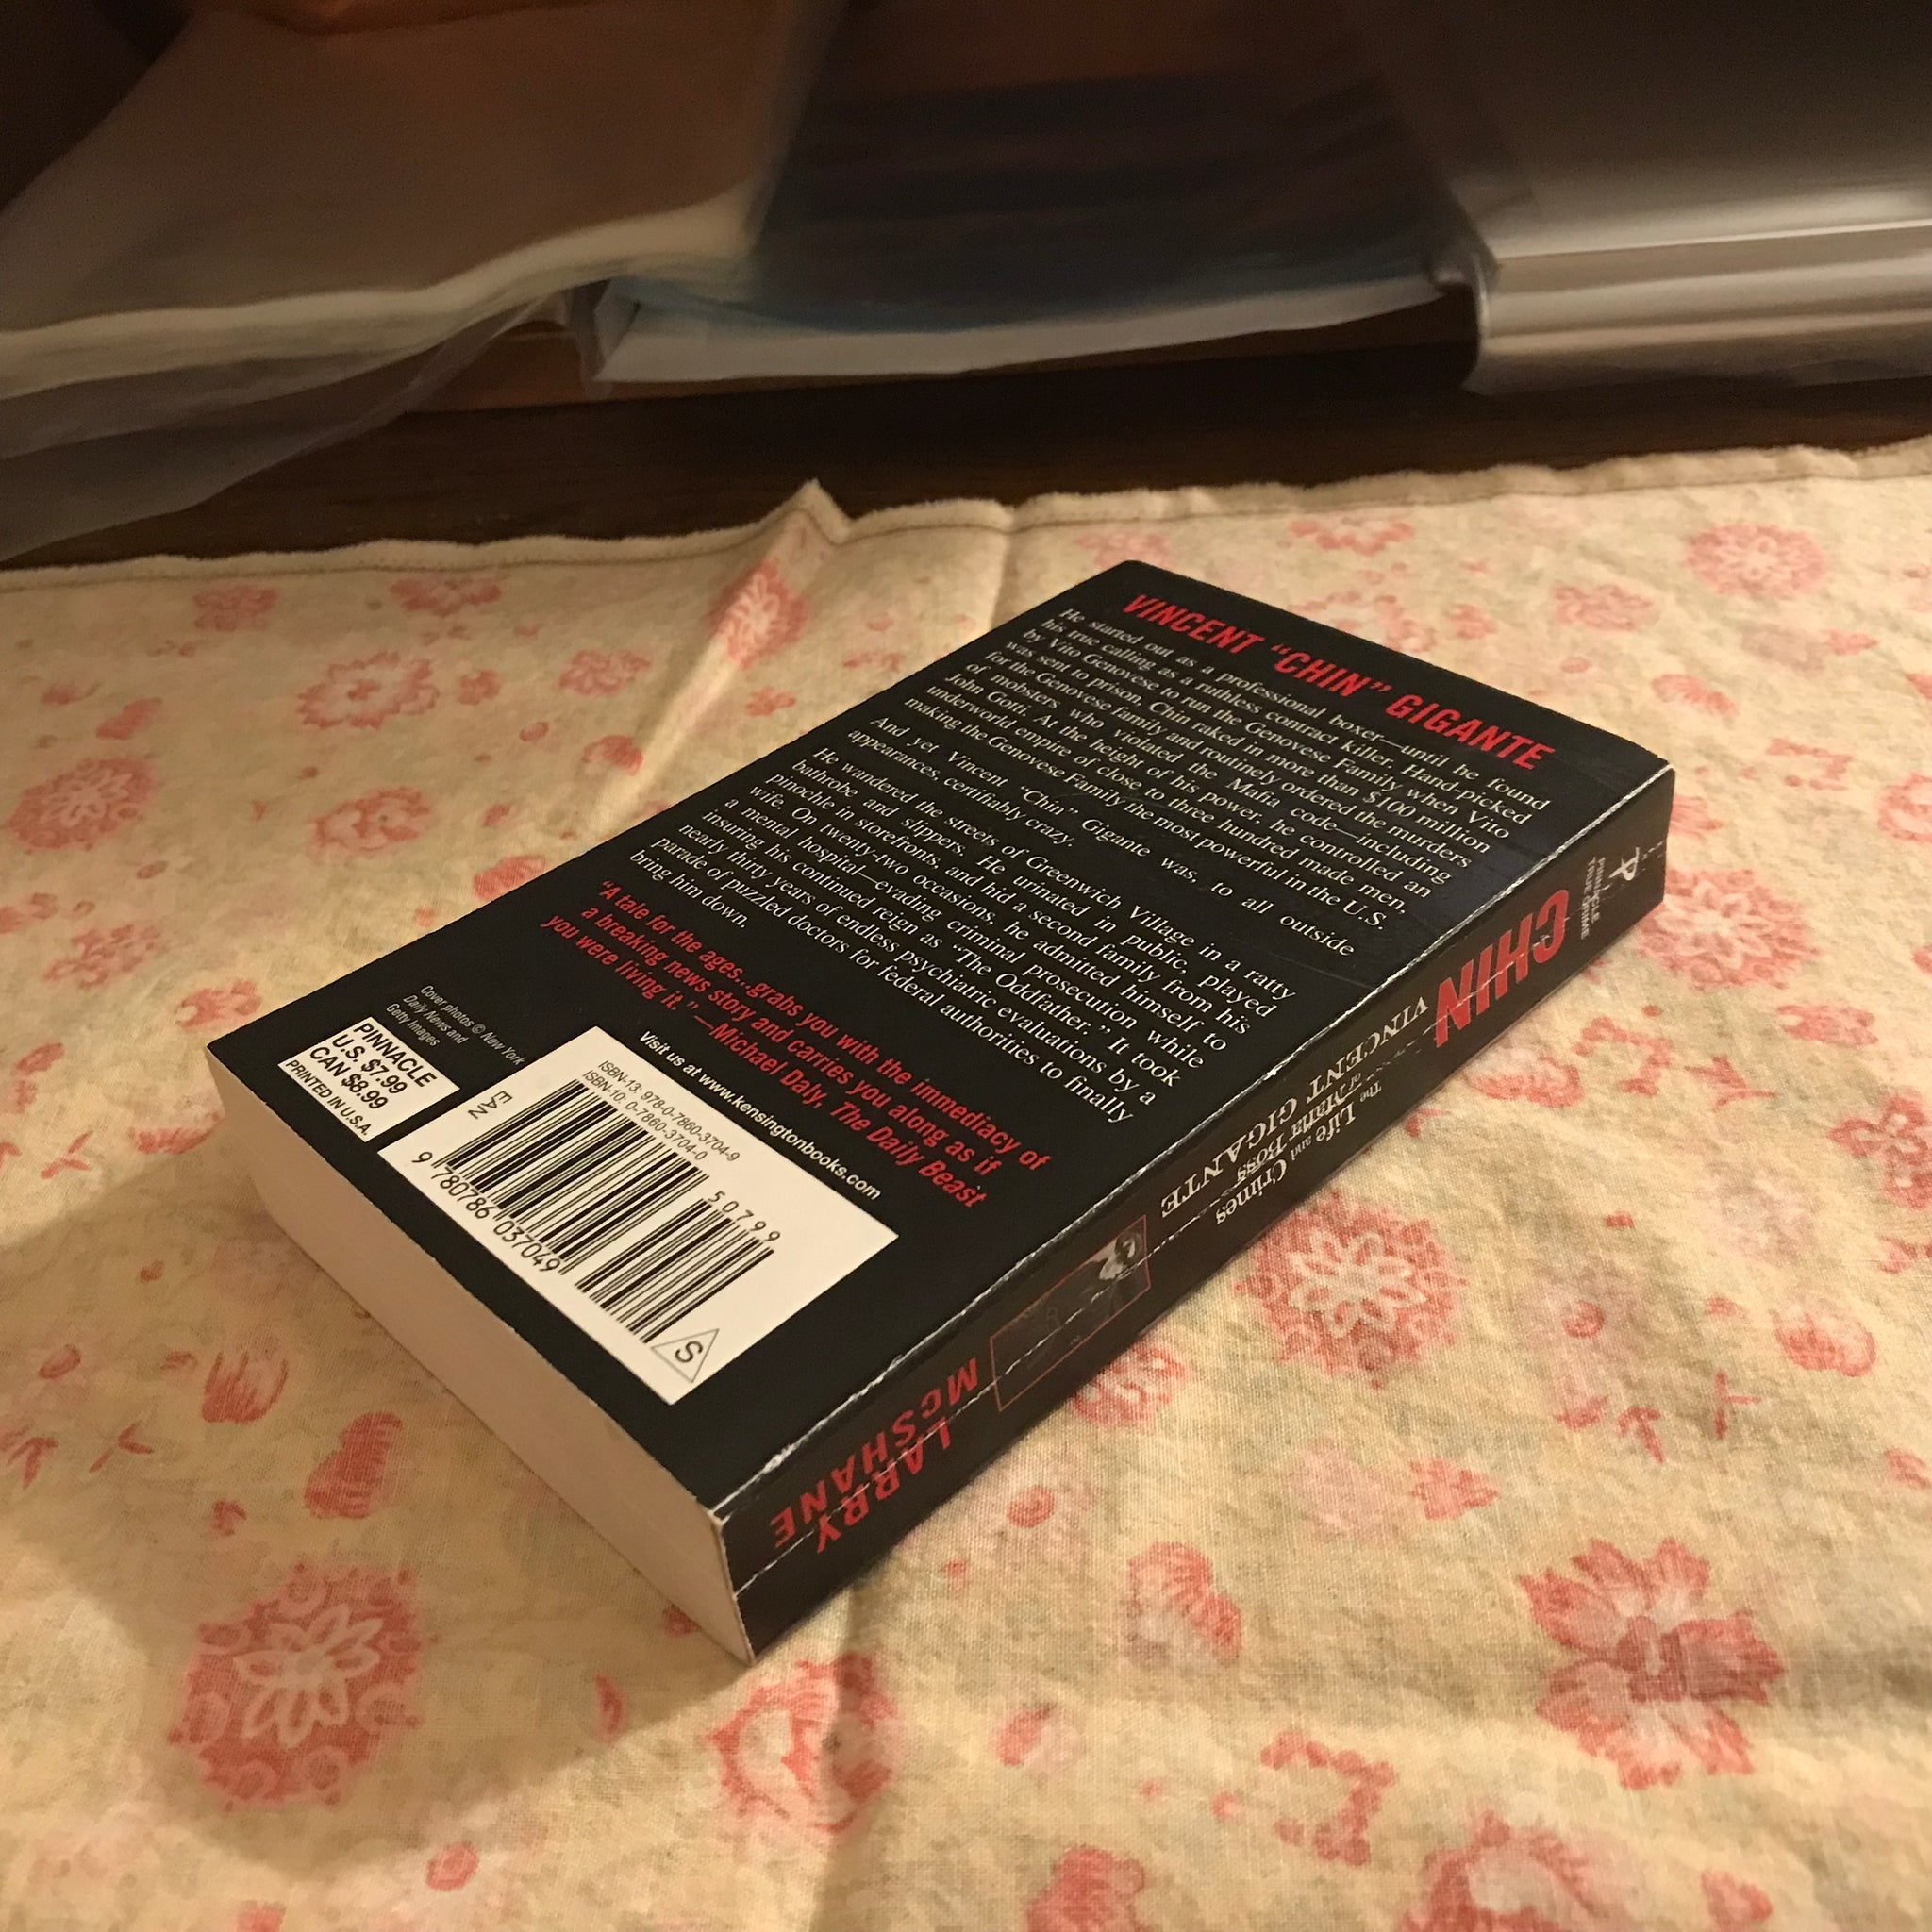 VINCENT “CHIN” GIGANTE
He started out as a professional boxer—until he found
his true calling as a ruthless contract killer. Hand-picked
by Vito Genovese to run the Genovese Family when Vito
was sent to prison, Chin raked in more than $100 million
for the Genovese family and routinely ordered the murders
of mobsters who violated the Mafia code—including
John Gotti. At the height of his power, he controlled an
underworld empire of close to three hundred made men,
making the Genovese Family the most powerful in the U.S.
And yet Vincent “Chin” Gigante was, to all outside
appearances, certifiably crazy.
He wandered the streets of Greenwich Village in a ratty
bathrobe and slippers. He urinated in public, played
pinochle in storefronts, and hid a second family from his
wife. On twenty-two occasions, he admitted himself to
a mental hospital—evading criminal prosecution while
insuring his continued reign as “The Oddfather.” It took
nearly thirty years of endless psychiatric evaluations by a
parade of puzzled doctors for federal authorities to finally
bring him down.
“A tale for the ages...grabs you with the immediacy of
a breaking news story and carries you along as if
you were living it.” —Michael Daly, The Daily Beast
Cover photos © New York
Daily News and
Getty Images
PINNACLE
U.S. $7.99
CAN $8.99
PRINTED IN U.S.A.
Visit us at www.kensingtonbooks.com
ISBN-13: 978-0-7860-3704-9
ISBN-10: 0-7860-3704-0
EAN
50799
9 780786 037049
S
P
PINNACLE
TRUE CRIME
CHIN
The Life and Crimes
of Mafia Boss
VINCENT GIGANTE
LARRY
McSHANE